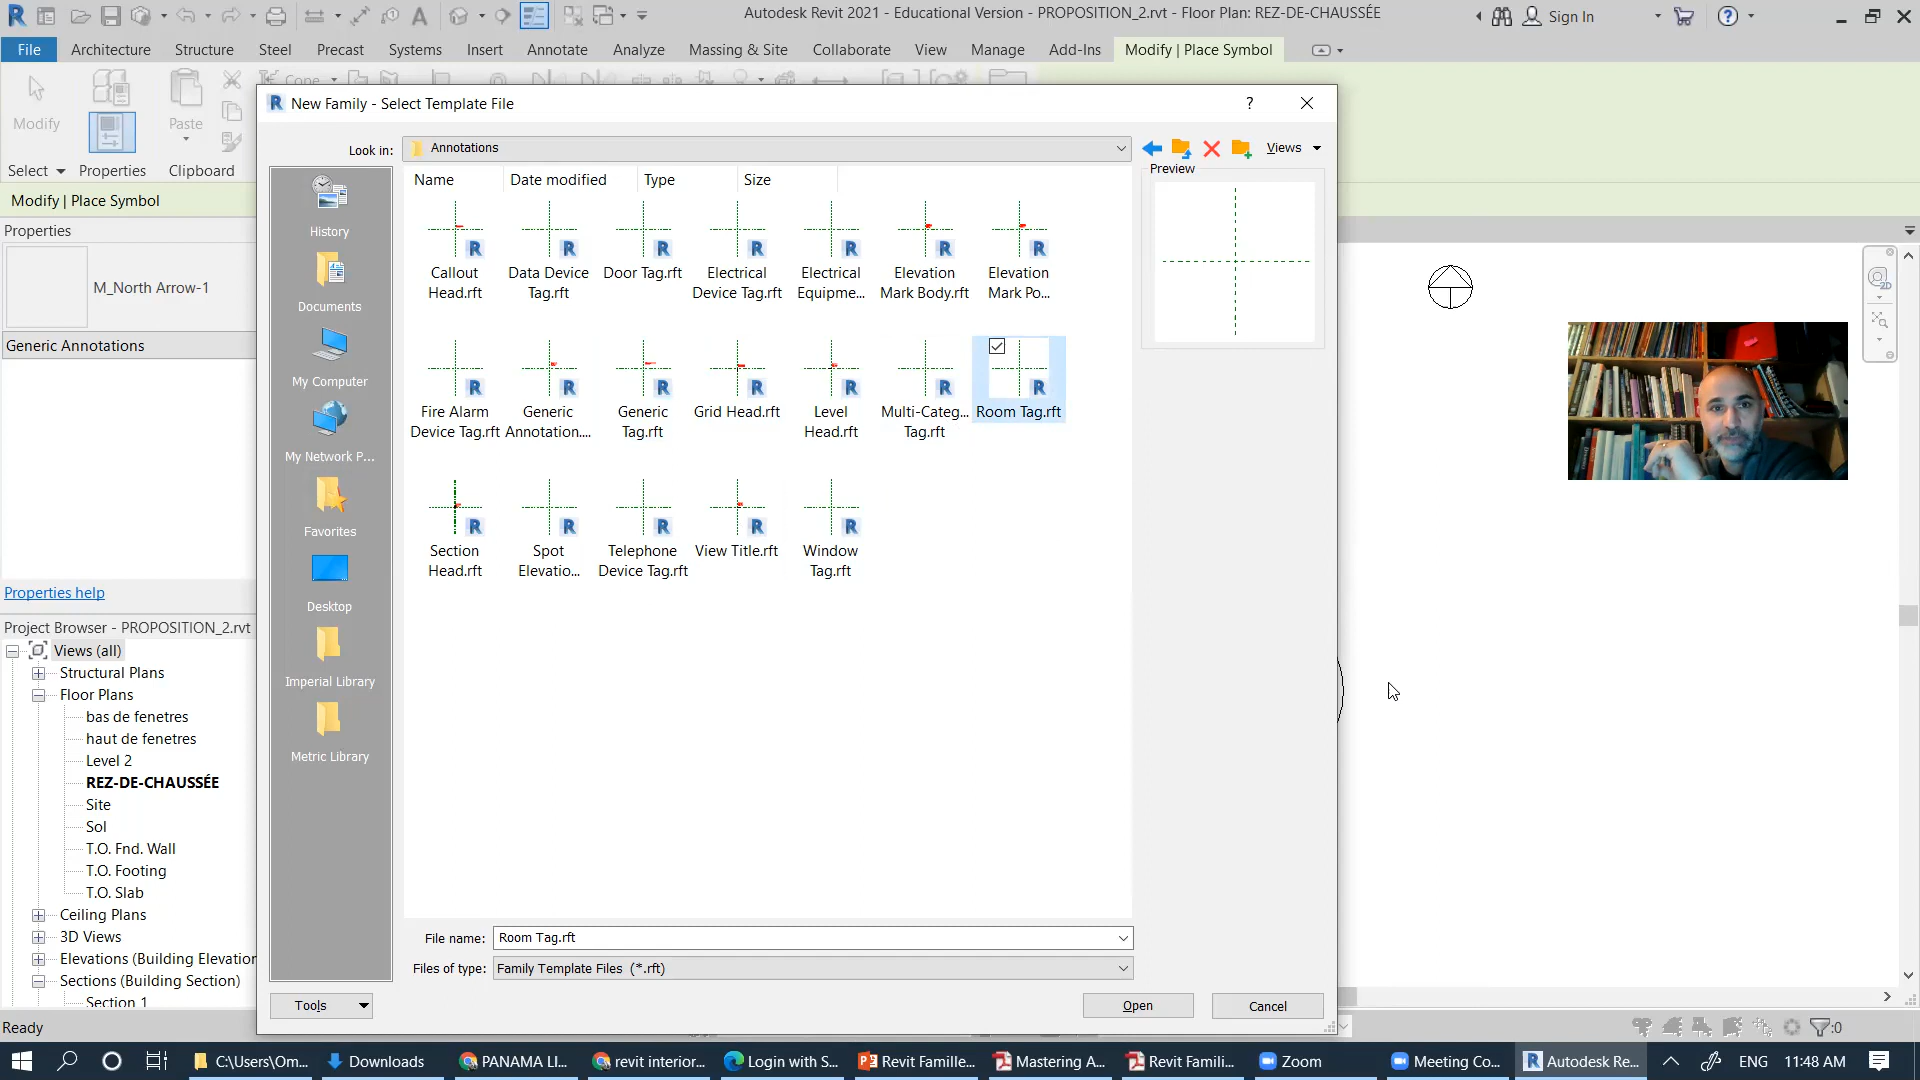 Autodesk Revit 2021 - Educational Version - PROPOSITION_2.rvt - Floor Plan: REZ-DE-CHAUSSÉE
Sign In
File Architecture Structure Steel Precast Systems Insert Annotate Analyze Massing & Site Collaborate View Manage Add-Ins Modify | Place Symbol
Modify
Paste
Cope
Select
Properties
Clipboard
Modify | Place Symbol
Properties
M_North Arrow-1
Generic Annotations
Properties help
Project Browser - PROPOSITION_2.rvt
Views (all)
Structural Plans
Floor Plans
bas de fenetres
haut de fenetres
Level 2
REZ-DE-CHAUSSÉE
Site
Sol
T.O. Fnd. Wall
T.O. Footing
T.O. Slab
Ceiling Plans
3D Views
Elevations (Building Elevation
Sections (Building Section)
Section 1
Ready
New Family - Select Template File
?
Look in:
Annotations
Views
Preview
History
Documents
My Computer
My Network P...
Favorites
Desktop
Imperial Library
Metric Library
Name Date modified Type Size
Callout Head.rft
Data Device Tag.rft
Door Tag.rft
Electrical Device Tag.rft
Electrical Equipme...
Elevation Mark Body.rft
Elevation Mark Po...
Fire Alarm Device Tag.rft
Generic Annotation....
Generic Tag.rft
Grid Head.rft
Level Head.rft
Multi-Categ... Tag.rft
Room Tag.rft
Section Head.rft
Spot Elevatio...
Telephone Device Tag.rft
View Title.rft
Window Tag.rft
File name: Room Tag.rft
Files of type: Family Template Files (*.rft)
Tools
Open
Cancel
2D
:0
C:\Users\Om...
Downloads
PANAMA LI...
revit interior...
Login with S...
Revit Famille...
Mastering A...
Revit Famili...
Zoom
Meeting Co...
Autodesk Re...
ENG
11:48 AM